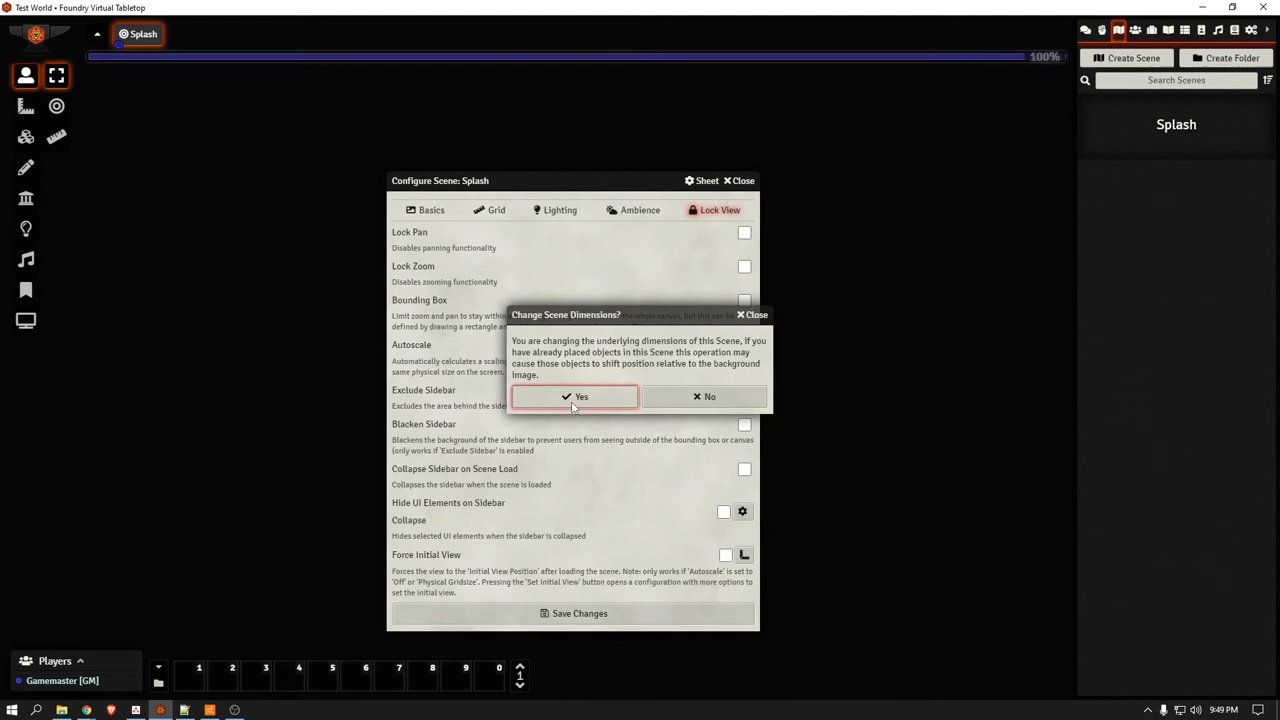 Test World • Foundry Virtual Tabletop
Splash
100%
Create Scene
Create Folder
Search Scenes
Splash
Configure Scene: Splash
Sheet
Close
Basics
Grid
Lighting
Ambience
Lock View
Lock Pan
Disables panning functionality
Lock Zoom
Disables zooming functionality
Bounding Box
Limit zoom and pan to stay within
the whole canvas, but this can be
defined by drawing a rectangle
Autoscale
Automatically calculates a scaling
same physical size on the screen.
Exclude Sidebar
Excludes the area behind the side
Change Scene Dimensions?
Close
You are changing the underlying dimensions of this Scene, if you
have already placed objects in this Scene this operation may
cause those objects to shift position relative to the background
image.
Yes
No
Blacken Sidebar
Blackens the background of the sidebar to prevent users from seeing outside of the bounding box or canvas
(only works if 'Exclude Sidebar' is enabled
Collapse Sidebar on Scene Load
Collapses the sidebar when the scene is loaded
Hide UI Elements on Sidebar
Collapse
Hides selected UI elements when the sidebar is collapsed
Force Initial View
Forces the view to the 'Initial View Position' after loading the scene. Note: only works if 'Autoscale' is set to
'Off' or 'Physical Gridsize'. Pressing the 'Set Initial View' button opens a configuration with more options to
set the initial view.
Save Changes
Players
Gamemaster [GM]
1 2 3 4 5 6 7 8 9 0
1
9:49 PM